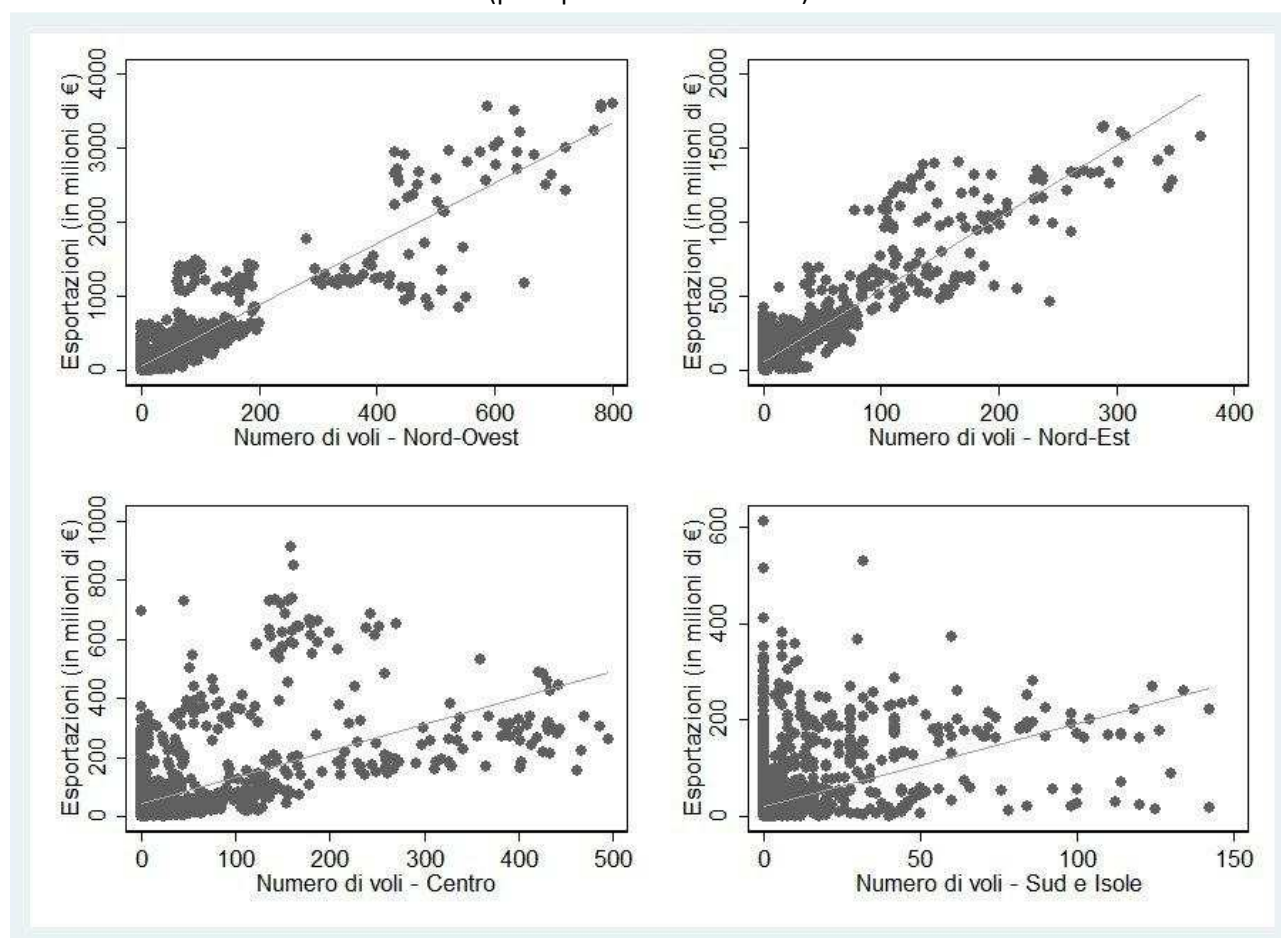 Esportazioni (in milioni di €)
0 1000 2000 3000 4000
0 200 400 600 800
Numero di voli - Nord-Ovest
Esportazioni (in milioni di €)
0 500 1000 1500 2000
0 100 200 300 400
Numero di voli - Nord-Est
Esportazioni (in milioni di €)
0 200 400 600 800 1000
0 100 200 300 400 500
Numero di voli - Centro
Esportazioni (in milioni di €)
0 200 400 600
0 50 100 150
Numero di voli - Sud e Isole